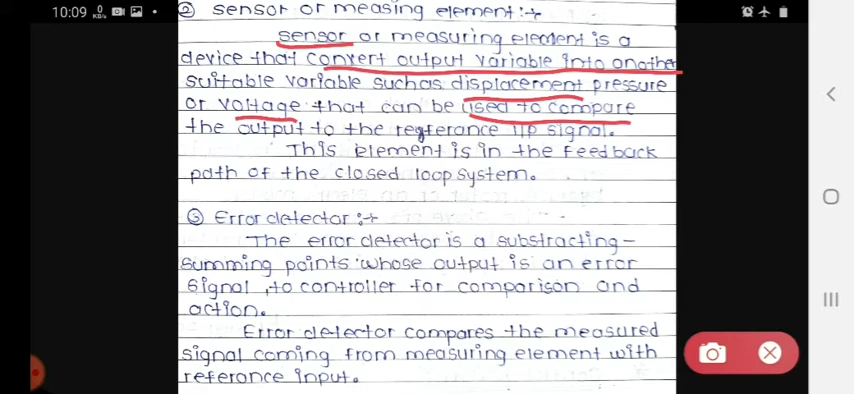 10:09 0 KB/s
② Sensor or measing element :→
Sensor or measuring element is a
device that convert output variable into another
suitable variable such as displacement pressure
or voltage that can be used to compare
the output to the regferance I/P signal.
This element is in the feedback
path of the closed loop system.
③ Error detector :→
The error detector is a substracting –
summing points whose output is an error
signal, to controller for comparison and
action.
Error detector compares the measured
signal coming from measuring element with
referance input.